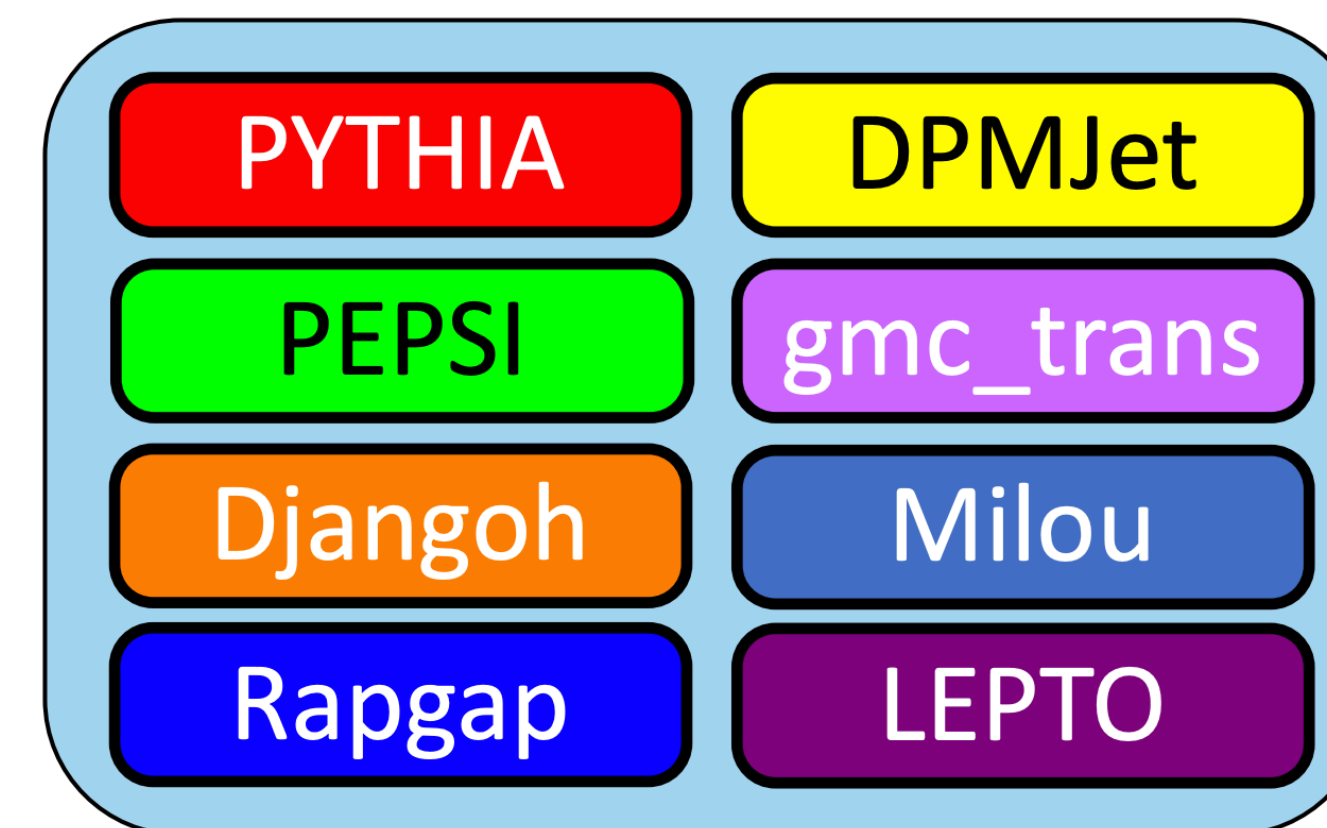 PYTHIA
DPMJet
PEPSI
gmc_trans
Djangoh
Milou
Rapgap
LEPTO